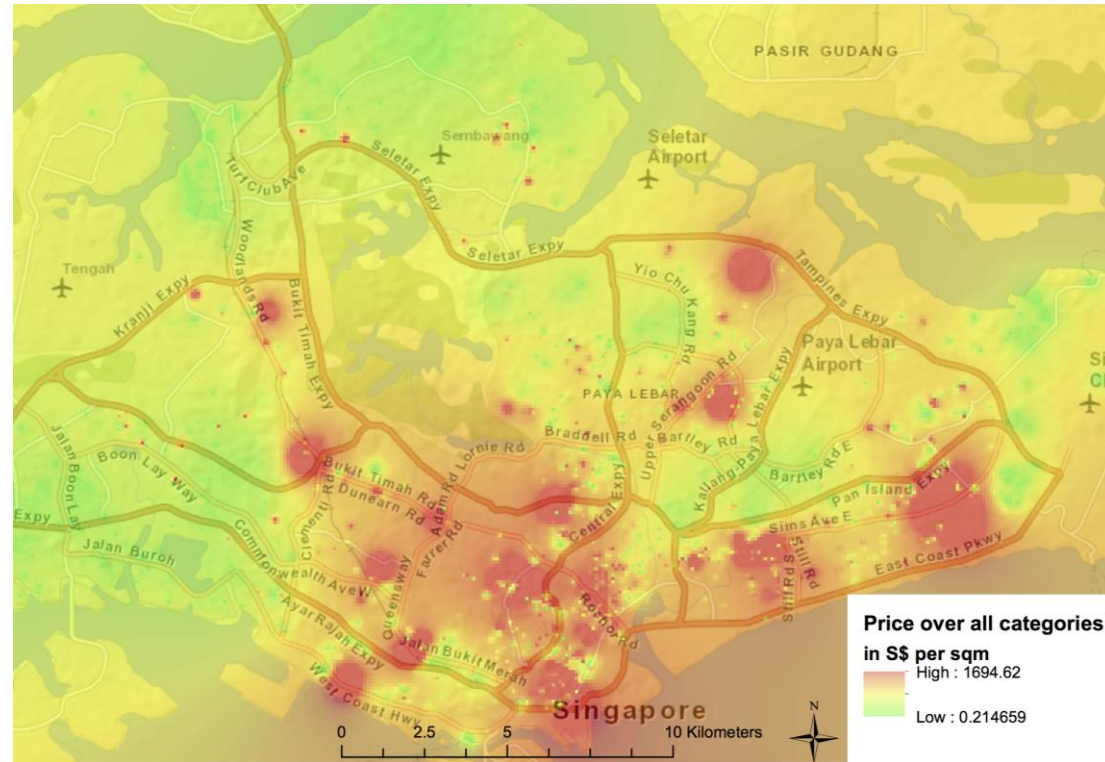 PASIR GUDANG
Sembawang
Seletar
Airport
Turf Club Ave
Seletar Expy
Woodlands Rd
Seletar Expy
Tengah
Kranji Expy
Bukit Timah Expy
Yio Chu
Kang Rd
Tampines Expy
Paya Lebar
Airport
PAYA LEBAR
Upper Serangoon Rd
Braddell Rd
Bartley Rd
Kallang-Paya Lebar Expy
Bartley Rd E
Jalan Boon Lay
Boon Lay Way
Bukit Timah Rd
Dunearn Rd
Adam Rd
Lornie Rd
Farrer Rd
Central Expy
Pan Island Expy
Sims Ave E
Expy
Jalan Buroh
Clementi Rd
Commonwealth Ave W
Queensway
Ayar Rajah Expy
Jalan Bukit Merah
West Coast Hwy
Rochor Rd
Still Rd S
Still Rd
East Coast Pkwy
Singapore
0 2.5 5 10 Kilometers
N
Price over all categories
in S$ per sqm
High : 1694.62
Low : 0.214659